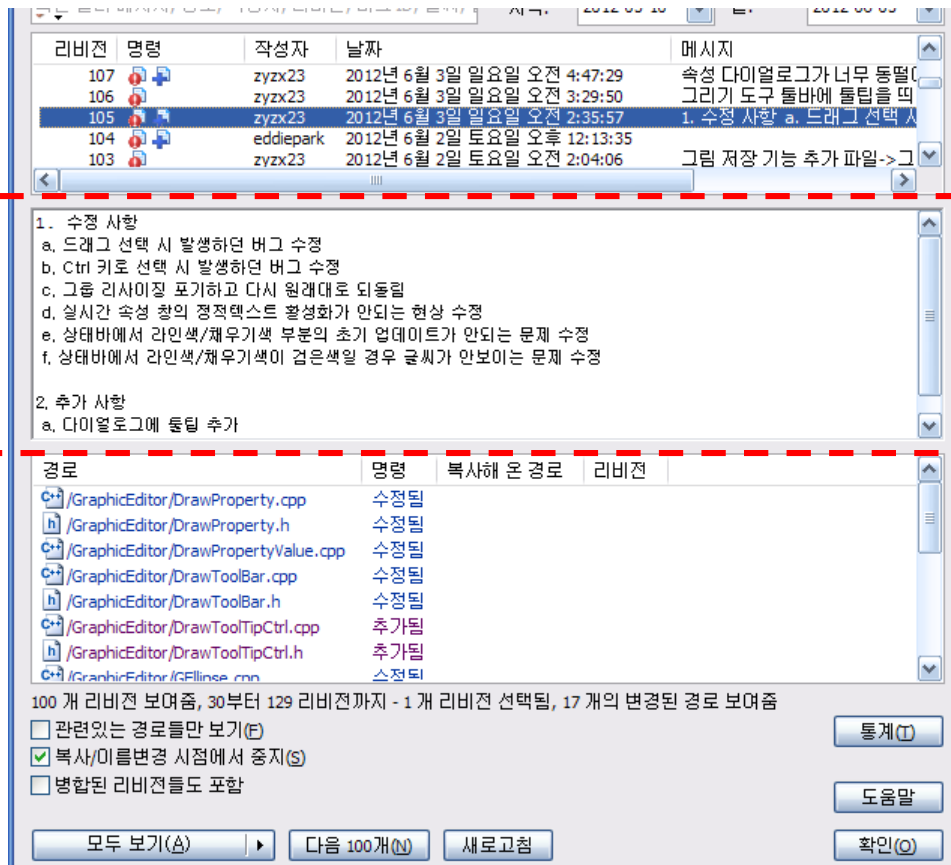 리비전 명령 작성자 날짜 메시지
107 zyzx23 2012년 6월 3일 일요일 오전 4:47:29 속성 다이얼로그가 너무 동떨어
106 zyzx23 2012년 6월 3일 일요일 오전 3:29:50 그리기 도구 툴바에 툴팁을 띄
105 zyzx23 2012년 6월 3일 일요일 오전 2:35:57 1. 수정 사항 a. 드래그 선택 시
104 eddiepark 2012년 6월 2일 토요일 오후 12:13:35
103 zyzx23 2012년 6월 2일 토요일 오전 2:04:06 그림 저장 기능 추가 파일->그
1. 수정 사항
a. 드래그 선택 시 발생하던 버그 수정
b. Ctrl 키로 선택 시 발생하던 버그 수정
c. 그룹 리사이징 포기하고 다시 원래대로 되돌림
d. 실시간 속성 창의 정적텍스트 활성화가 안되는 현상 수정
e. 상태바에서 라인색/채우기색 부분의 초기 업데이트가 안되는 문제 수정
f. 상태바에서 라인색/채우기색이 검은색일 경우 글씨가 안보이는 문제 수정
2. 추가 사항
a. 다이얼로그에 툴팁 추가
경로 명령 복사해 온 경로 리비전
/GraphicEditor/DrawProperty.cpp 수정됨
/GraphicEditor/DrawProperty.h 수정됨
/GraphicEditor/DrawPropertyValue.cpp 수정됨
/GraphicEditor/DrawToolBar.cpp 수정됨
/GraphicEditor/DrawToolBar.h 수정됨
/GraphicEditor/DrawToolTipCtrl.cpp 추가됨
/GraphicEditor/DrawToolTipCtrl.h 추가됨
/GraphicEditor/GEllipse.cpp 수정됨
100 개 리비전 보여줌, 30부터 129 리비전까지 - 1 개 리비전 선택됨, 17 개의 변경된 경로 보여줌
관련있는 경로들만 보기(F)
통계(T)
복사/이름변경 시점에서 중지(S)
병합된 리비전들도 포함
도움말
모두 보기(A) 다음 100개(N) 새로고침 확인(O)